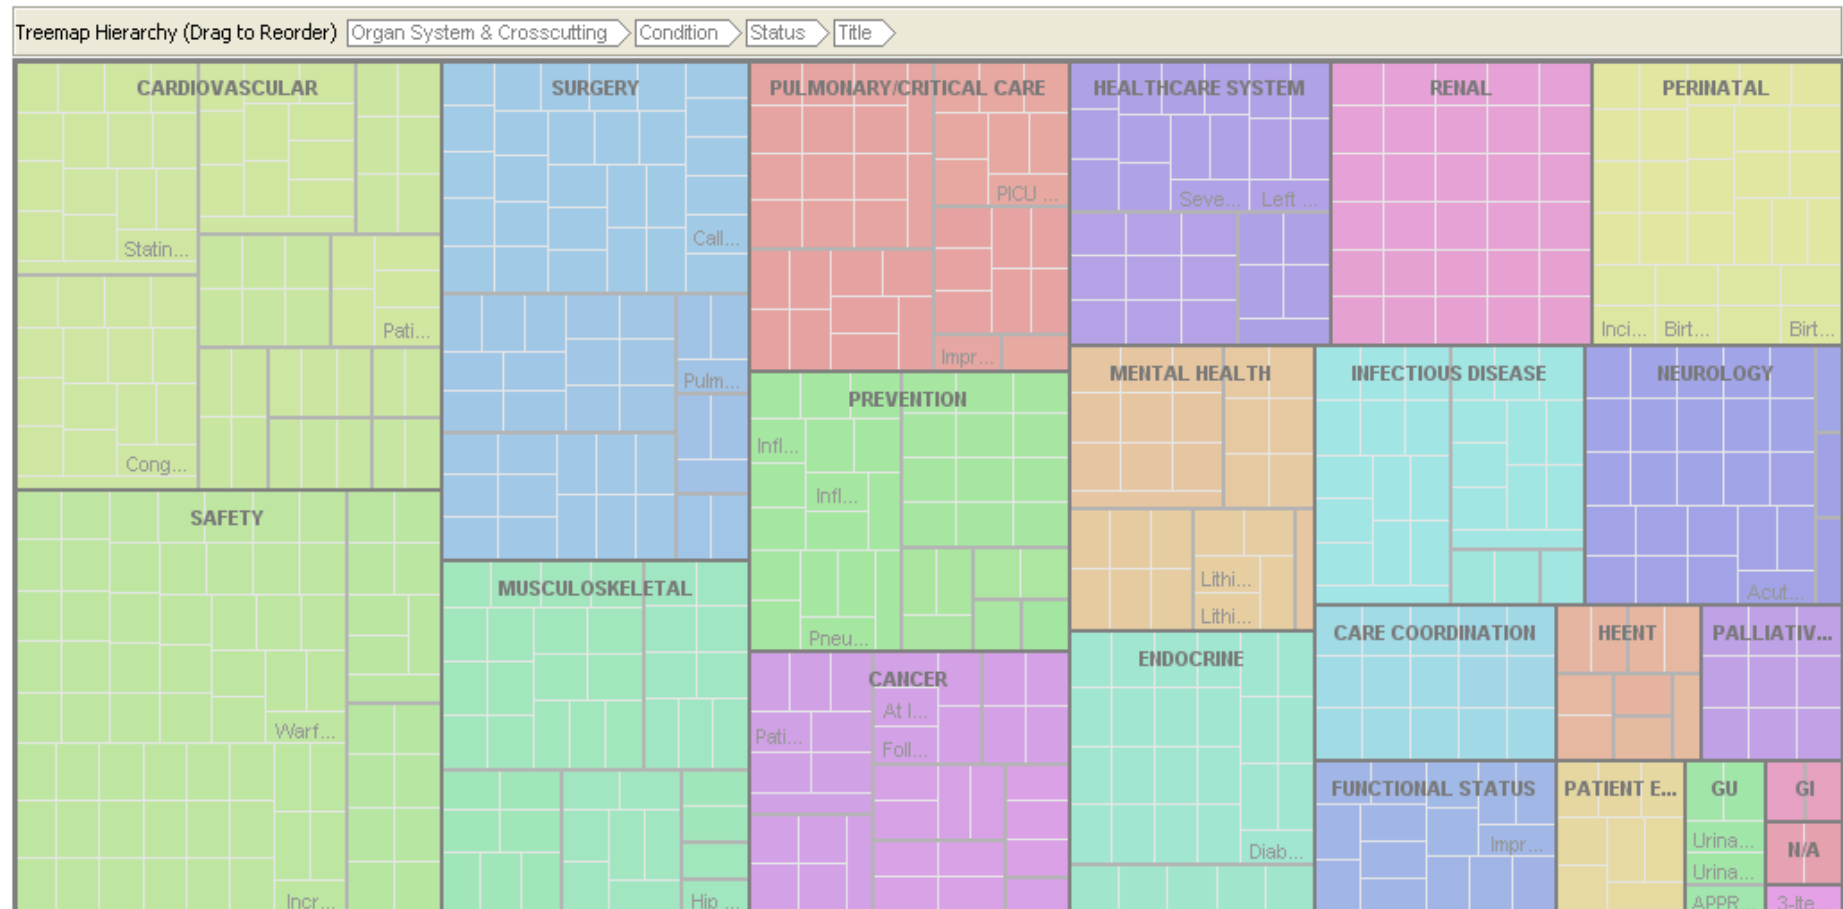 Treemap Hierarchy (Drag to Reorder) Organ System & Crosscutting Condition Status Title
CARDIOVASCULAR
Statin...
Pati...
Cong...
SAFETY
Warf...
Incr...
SURGERY
Call...
Pulm...
MUSCULOSKELETAL
Hip ...
PULMONARY/CRITICAL CARE
PICU ...
Impr...
PREVENTION
Infl...
Infl...
Pneu...
CANCER
At l...
Pati...
Foll...
HEALTHCARE SYSTEM
Seve... Left ...
RENAL
PERINATAL
Inci... Birt... Birt...
MENTAL HEALTH
Lithi...
Lithi...
INFECTIOUS DISEASE
NEUROLOGY
Acut...
ENDOCRINE
Diab...
CARE COORDINATION
HEENT
PALLIATIV...
FUNCTIONAL STATUS
Impr...
PATIENT E...
GU
Urina...
Urina...
APPR...
GI
N/A
3-Ite...